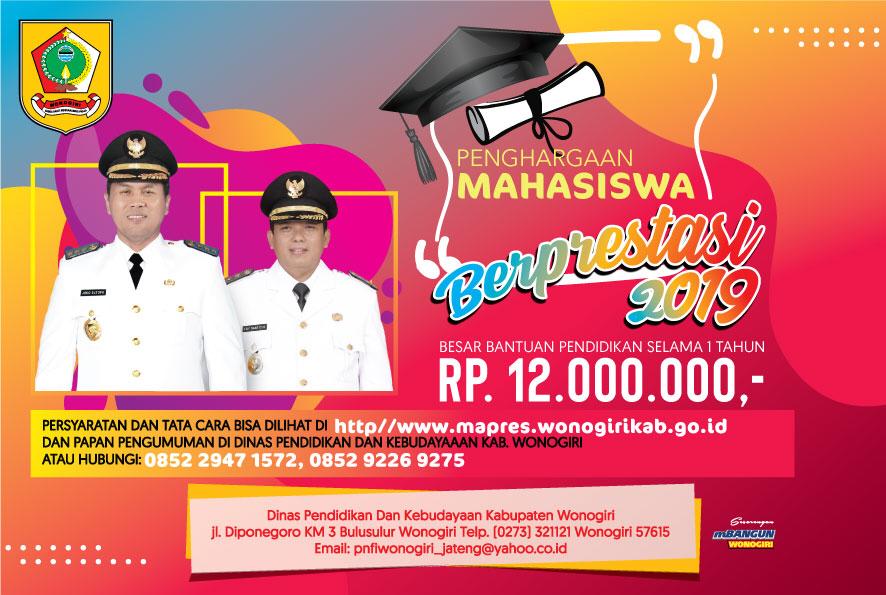 WONOGIRI
PENGHARGAAN
MAHASISWA
Berprestasi
2019
BESAR BANTUAN PENDIDIKAN SELAMA 1 TAHUN
RP. 12.000.000,-
PERSYARATAN DAN TATA CARA BISA DILIHAT DI http//www.mapres.wonogirikab.go.id
DAN PAPAN PENGUMUMAN DI DINAS PENDIDIKAN DAN KEBUDAYAAAN KAB. WONOGIRI
ATAU HUBUNGI: 0852 2947 1572, 0852 9226 9275
Dinas Pendidikan Dan Kebudayaan Kabupaten Wonogiri
jl. Diponegoro KM 3 Bulusulur Wonogiri Telp. (0273) 321121 Wonogiri 57615
Email: pnfiwonogiri_jateng@yahoo.co.id
Sesarengan
mBANGUN
WONOGIRI